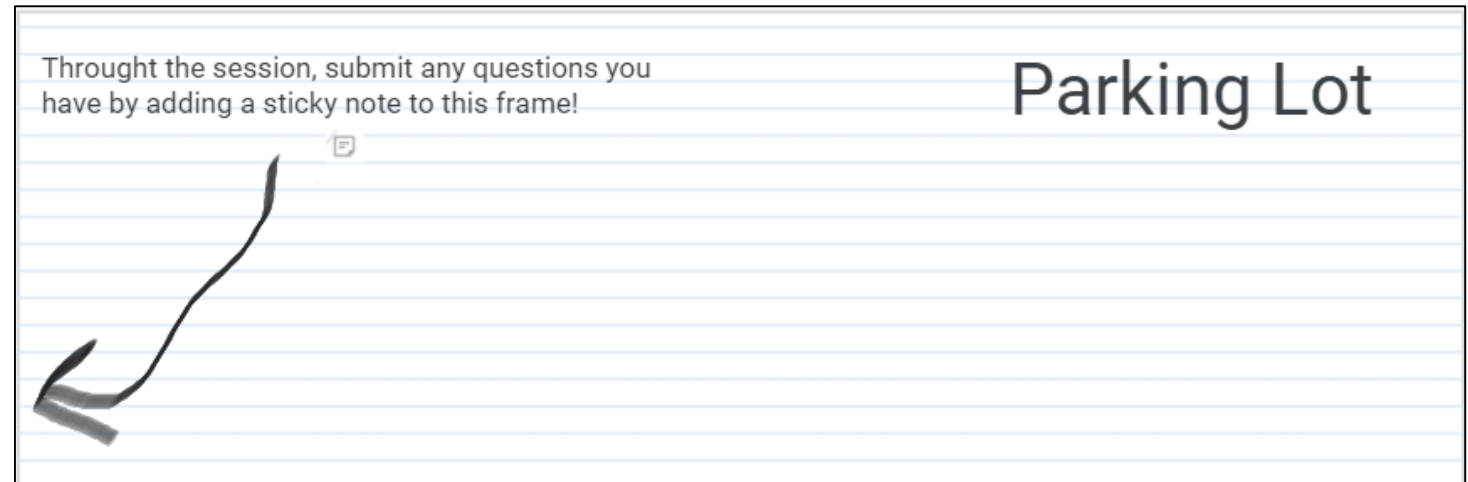 Throught the session, submit any questions you
have by adding a sticky note to this frame!
Parking Lot